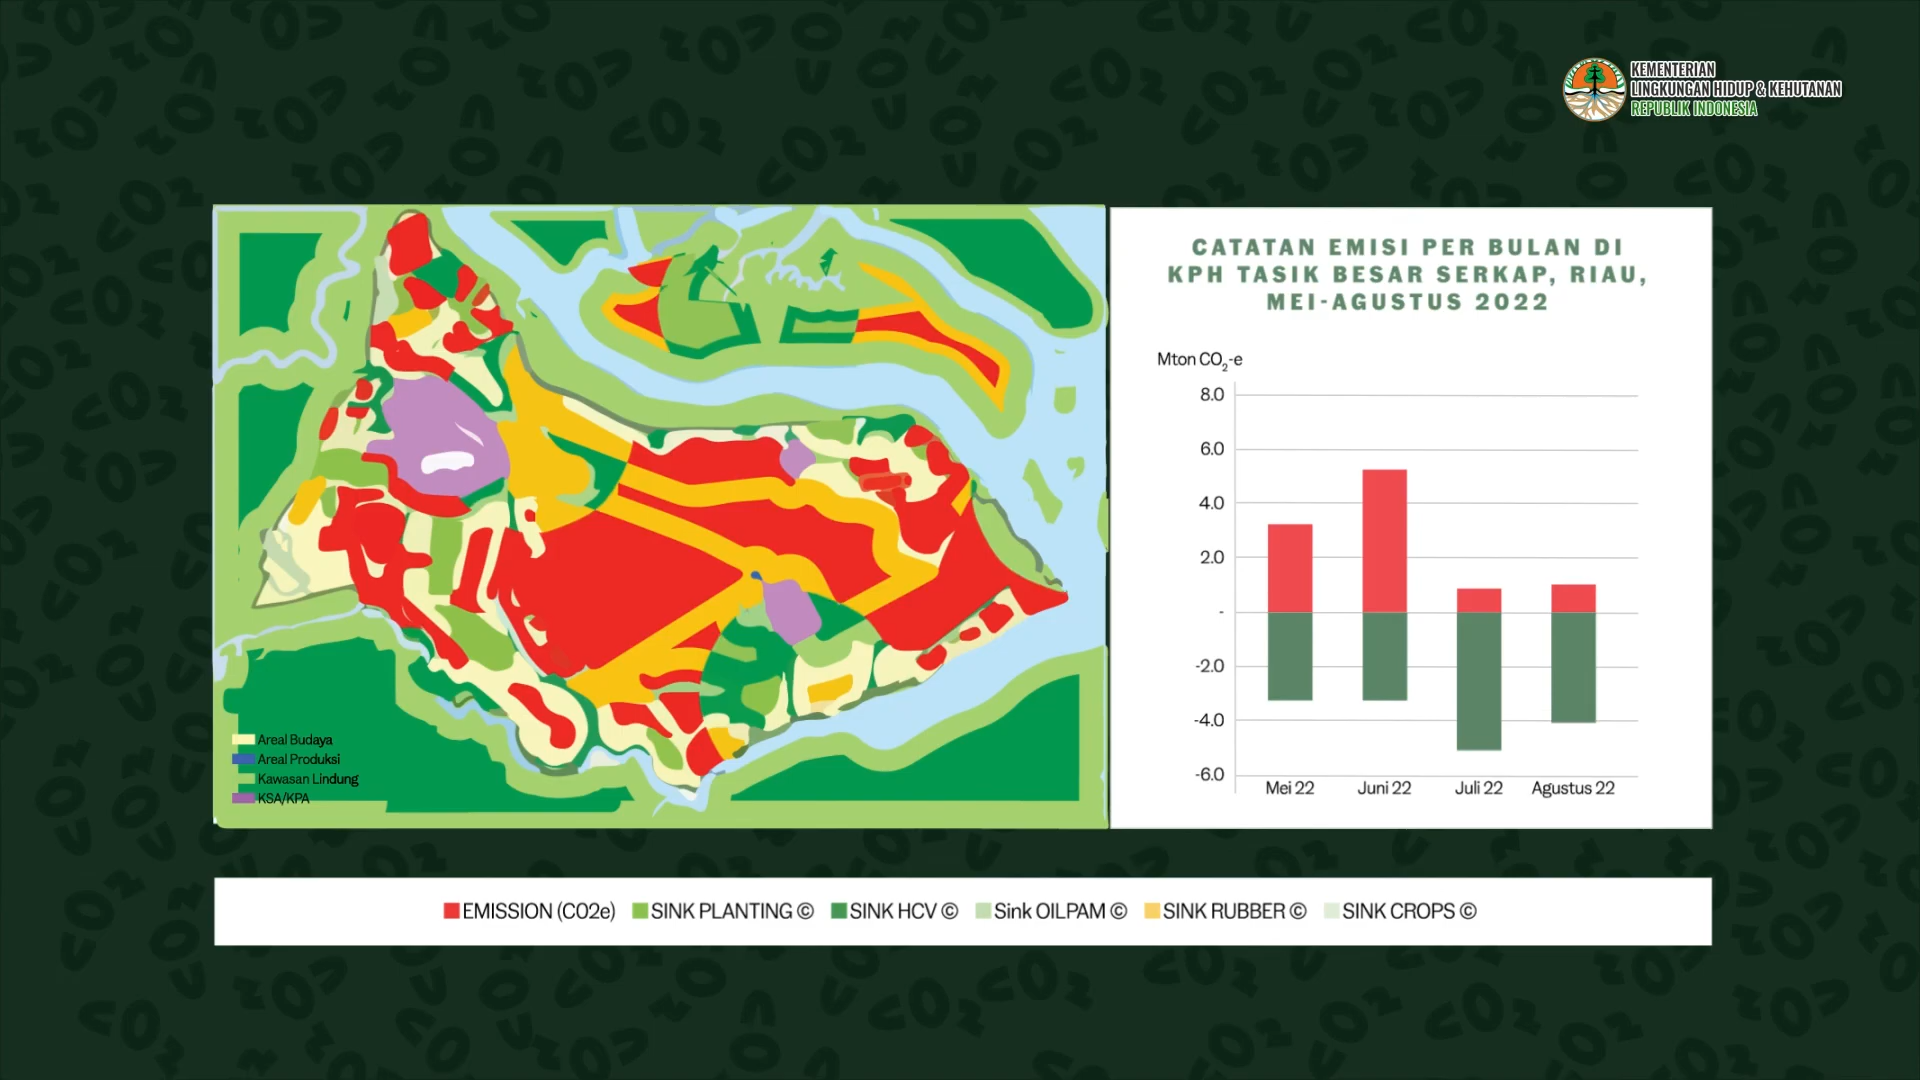 KEMENTERIAN
LINGKUNGAN HIDUP & KEHUTANAN
REPUBLIK INDONESIA
Areal Budaya
Areal Produksi
Kawasan Lindung
KSA/KPA
CATATAN EMISI PER BULAN DI
KPH TASIK BESAR SERKAP, RIAU,
MEI-AGUSTUS 2022
Mton CO₂-e
8.0
6.0
4.0
2.0
-
-2.0
-4.0
-6.0
Mei 22 Juni 22 Juli 22 Agustus 22
EMISSION (CO2e) SINK PLANTING © SINK HCV © Sink OILPAM © SINK RUBBER © SINK CROPS ©